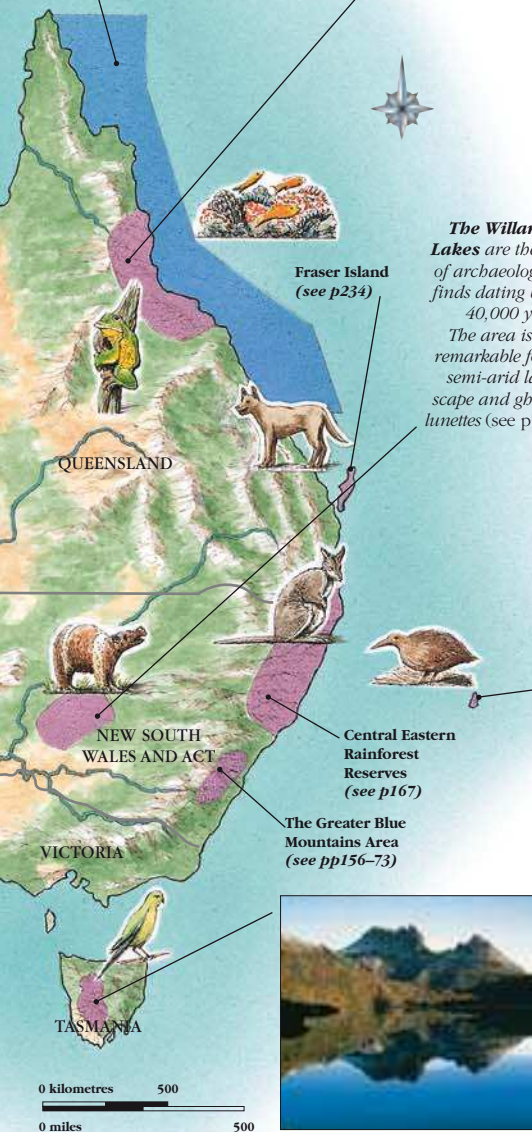 Fraser Island
(see p234)
The
Lakes are the
of archaeolog
finds dating
40,000 y
The area is
remarkable f
semi-arid l
scape and gh
lunettes (see p
QUEENSLAND
NEW SOUTH
WALES AND ACT
Central Eastern
Rainforest
Reserves
(see p167)
The Greater Blue
Mountains Area
(see pp156–73)
VICTORIA
TASMANIA
0 kilometres 500
0 miles 500